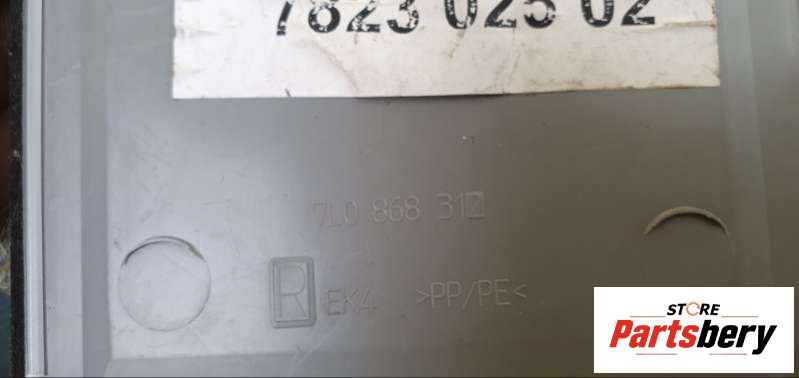 7823 025 02
7L0 868 312
R EK4 >PP/PE<
STORE
Partsbery